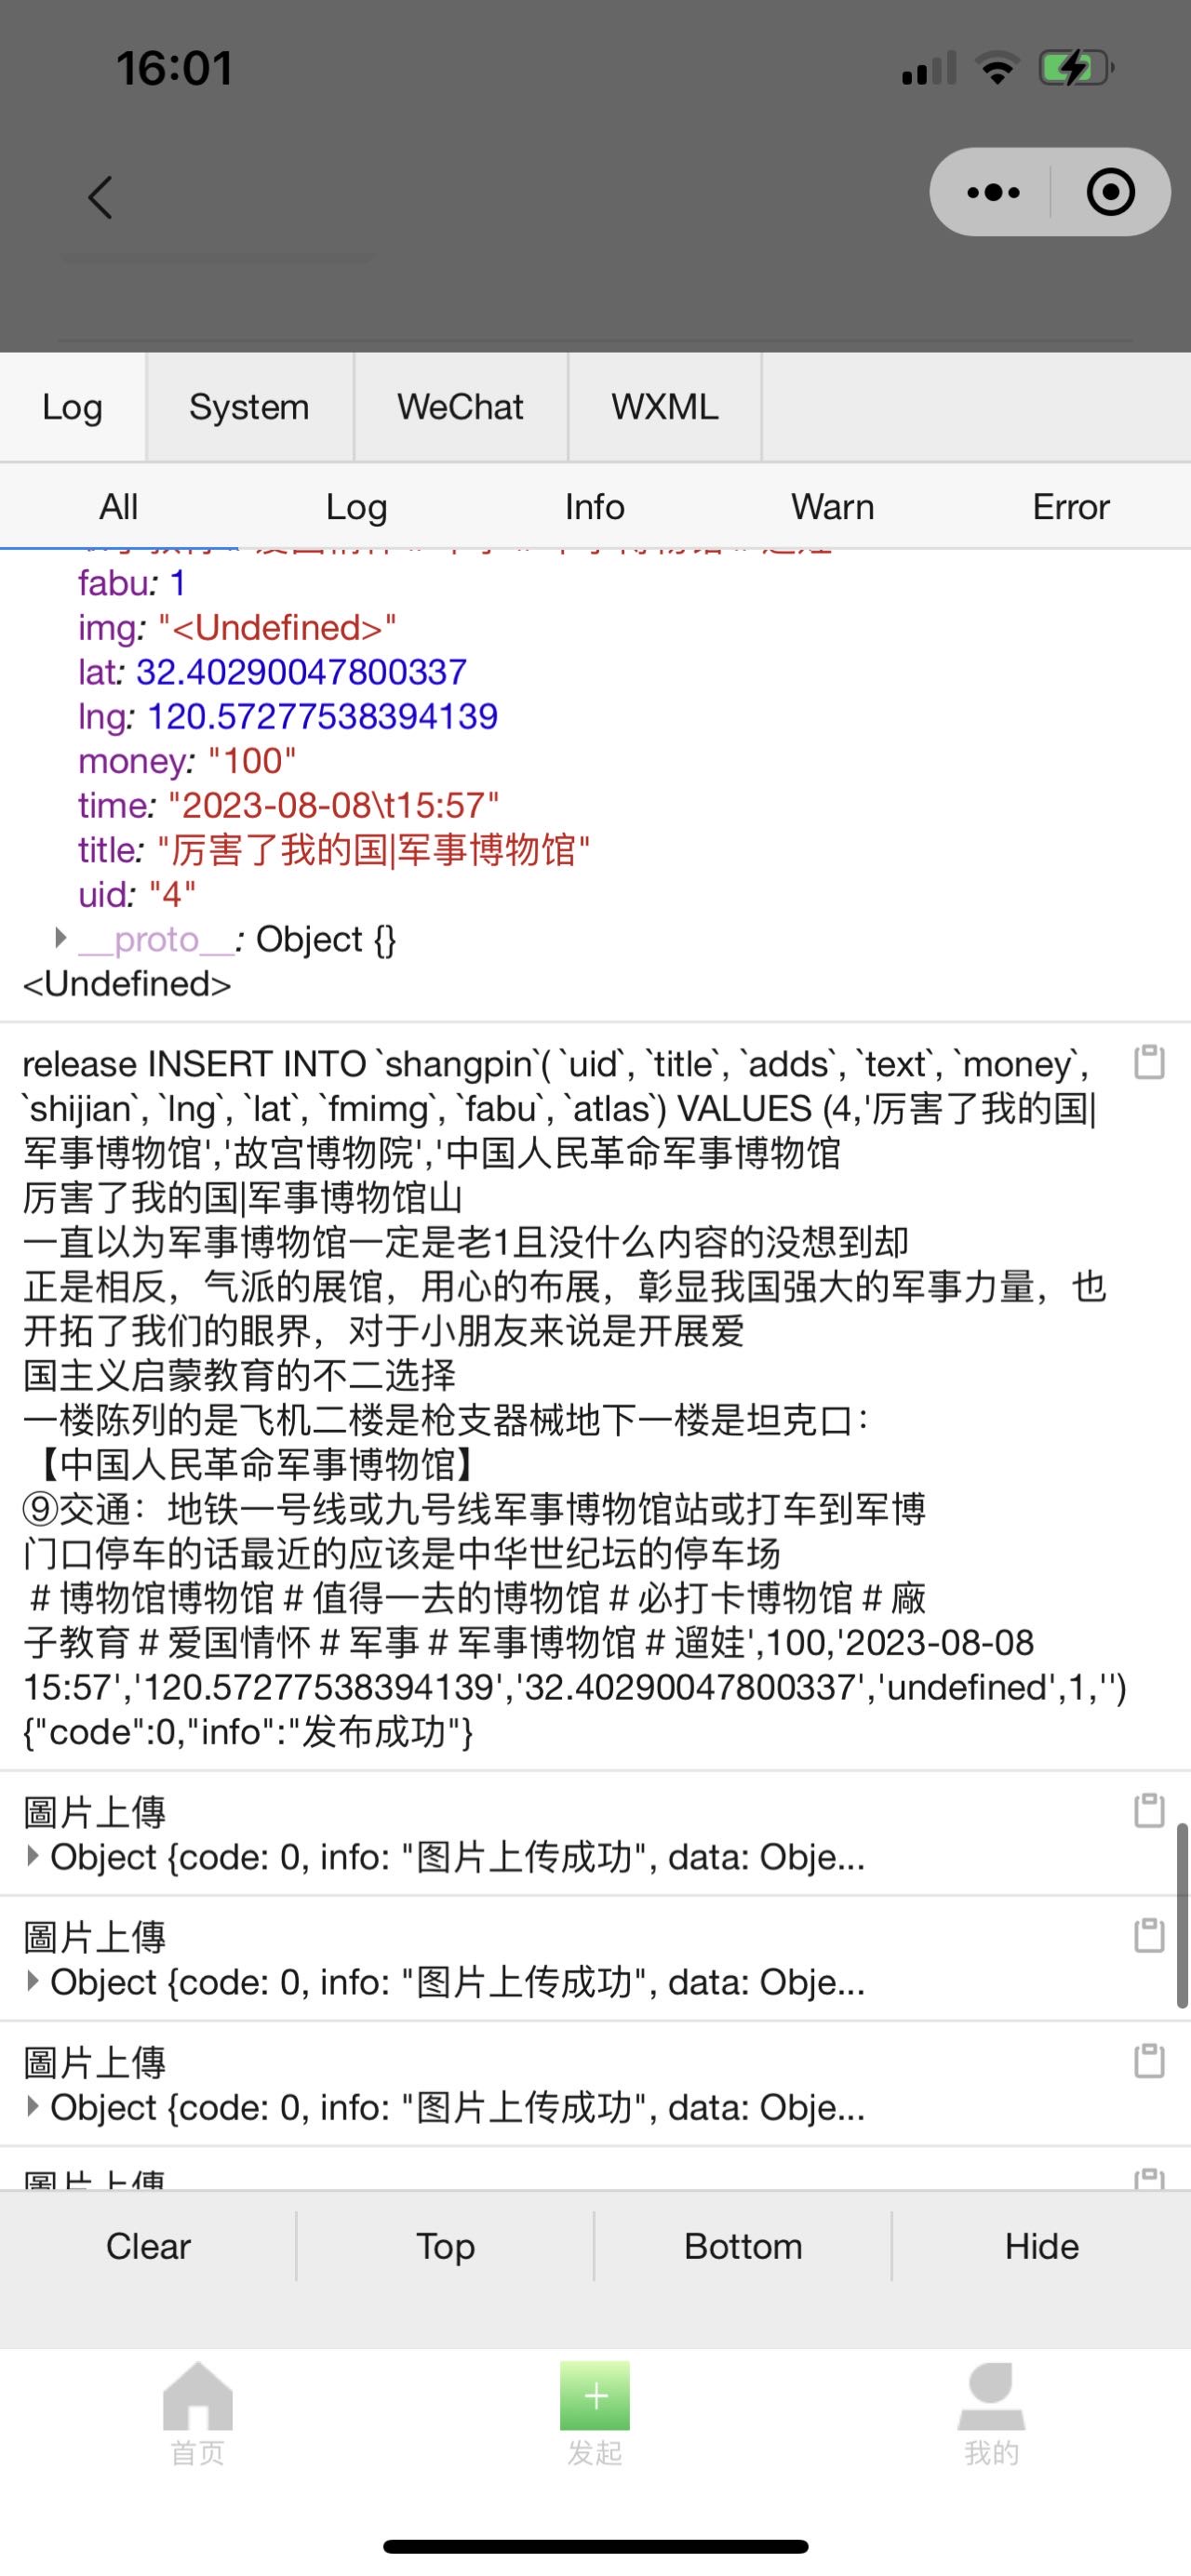 16:01
Log System WeChat WXML
All Log Info Warn Error
fabu: 1
img: "<Undefined>"
lat: 32.40290047800337
lng: 120.57277538394139
money: "100"
time: "2023-08-08\t15:57"
title: "厉害了我的国|军事博物馆"
uid: "4"
__proto__: Object {}
<Undefined>
release INSERT INTO `shangpin`( `uid`, `title`, `adds`, `text`, `money`,
`shijian`, `lng`, `lat`, `fmimg`, `fabu`, `atlas`) VALUES (4,'厉害了我的国|
军事博物馆','故宫博物院','中国人民革命军事博物馆
厉害了我的国|军事博物馆山
一直以为军事博物馆一定是老1且没什么内容的没想到却
正是相反，气派的展馆，用心的布展，彰显我国强大的军事力量，也
开拓了我们的眼界，对于小朋友来说是开展爱
国主义启蒙教育的不二选择
一楼陈列的是飞机二楼是枪支器械地下一楼是坦克口：
【中国人民革命军事博物馆】
⑨交通：地铁一号线或九号线军事博物馆站或打车到军博
门口停车的话最近的应该是中华世纪坛的停车场
＃博物馆博物馆＃值得一去的博物馆＃必打卡博物馆＃廠
子教育＃爱国情怀＃军事＃军事博物馆＃遛娃',100,'2023-08-08
15:57','120.57277538394139','32.40290047800337','undefined',1,'')
{"code":0,"info":"发布成功"}
圖片上傳
Object {code: 0, info: "图片上传成功", data: Obje...
圖片上傳
Object {code: 0, info: "图片上传成功", data: Obje...
圖片上傳
Object {code: 0, info: "图片上传成功", data: Obje...
圖片上傳
Clear Top Bottom Hide
首页 发起 我的